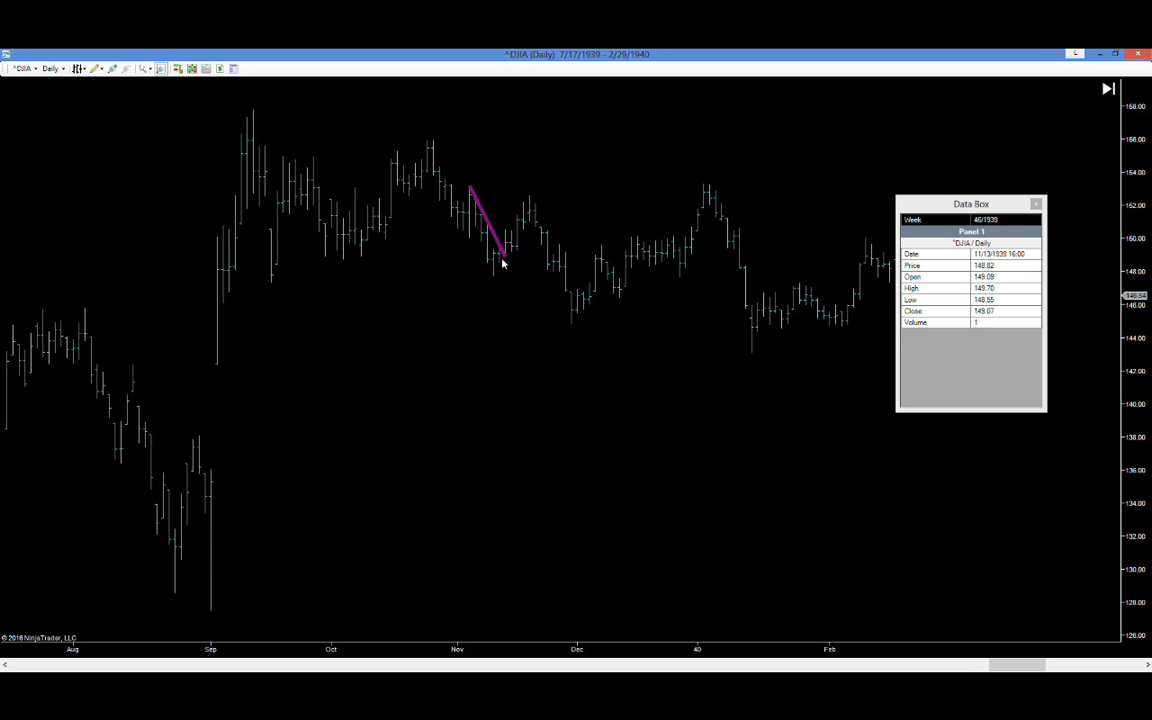 ^DJIA (Daily)  7/17/1939 - 2/29/1940
L
^DJIA Daily
Data Box
Week 46/1939
Panel 1
^DJIA / Daily
Date 11/13/1939 16:00
Price 148.82
Open 149.09
High 149.70
Low 148.55
Close 149.07
Volume 1
158.00
156.00
154.00
152.00
150.00
148.00
146.64
146.00
144.00
142.00
140.00
138.00
136.00
134.00
132.00
130.00
128.00
126.00
© 2016 NinjaTrader, LLC
Aug Sep Oct Nov Dec 40 Feb